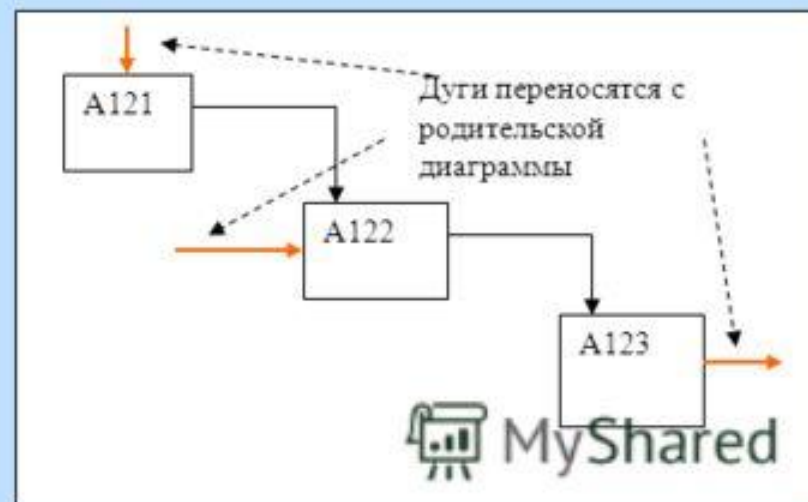 A121
Дуги переносятся с
родительской
диаграммы
A122
A123
MyShared